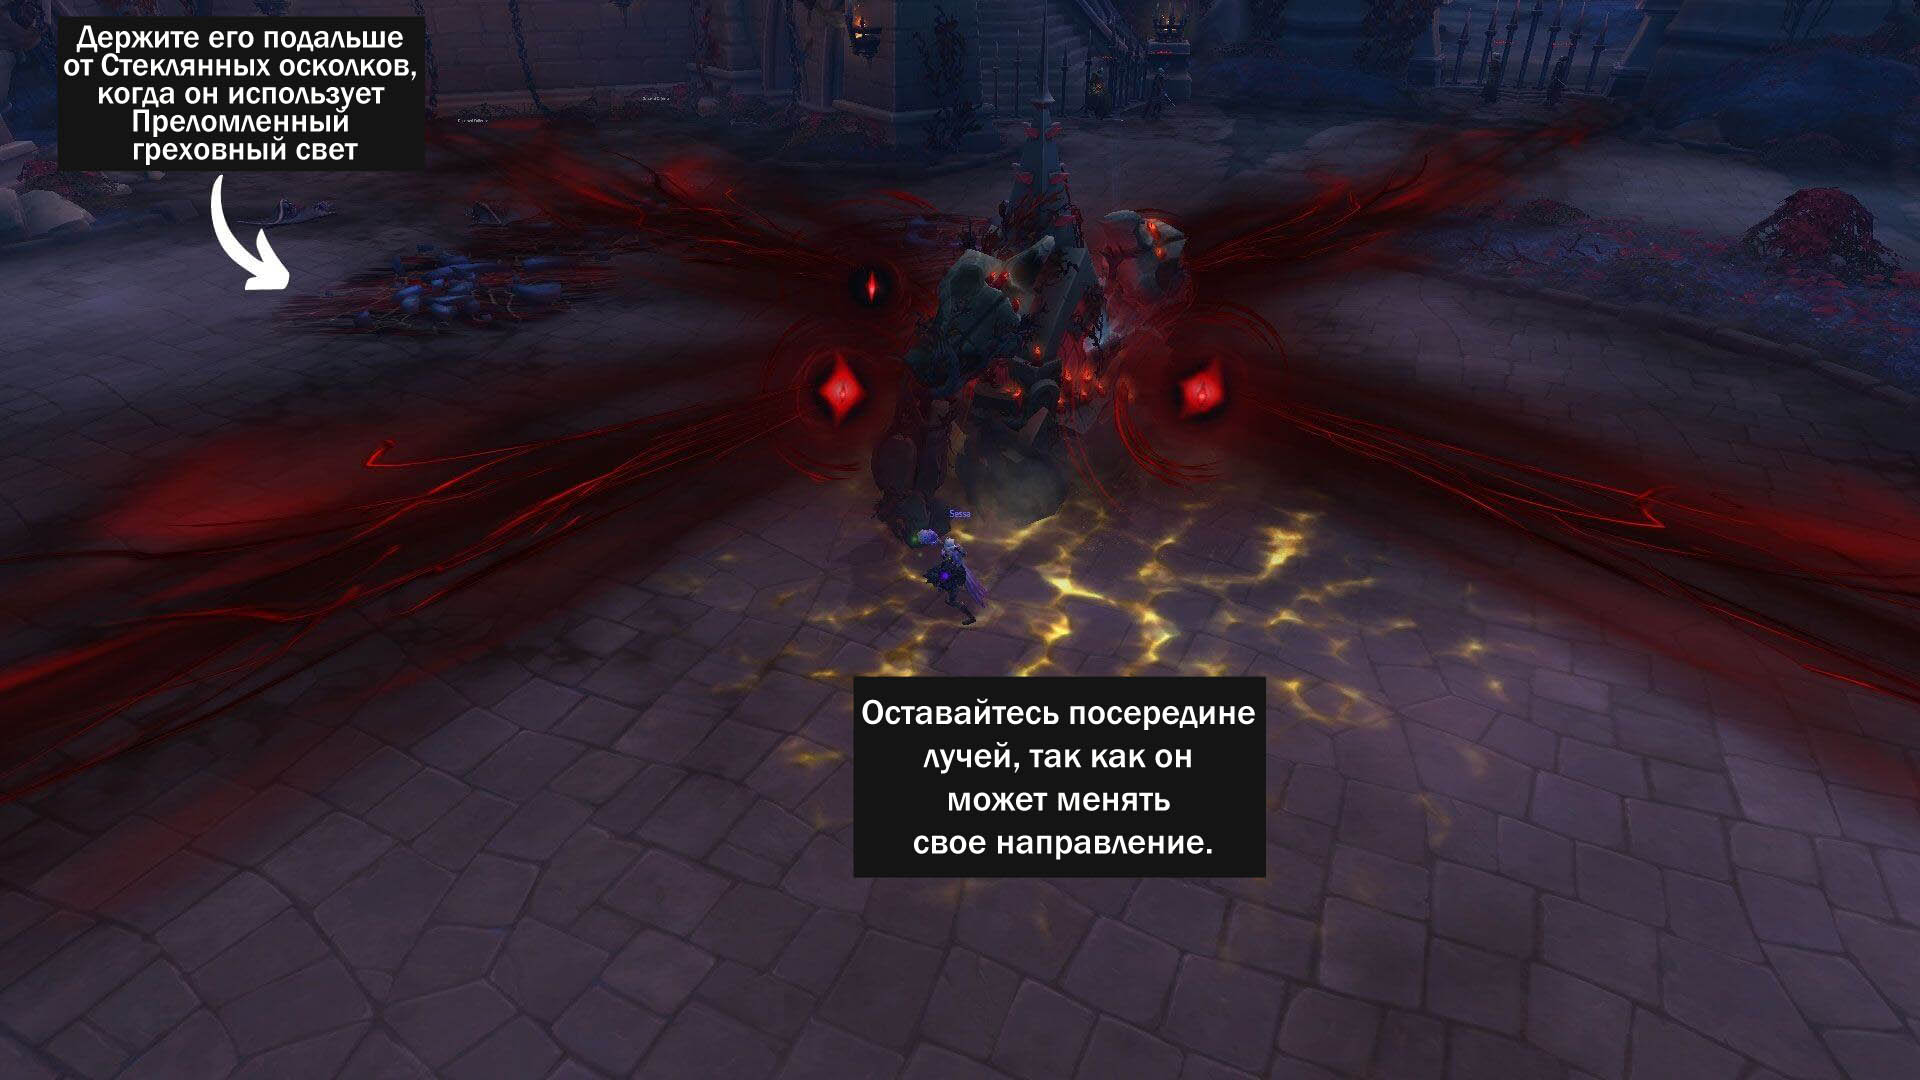 Держите его подальше
от Стеклянных осколков,
когда он использует
Преломленный
греховный свет
Sessa
Оставайтесь посередине
лучей, так как он
может менять
свое направление.